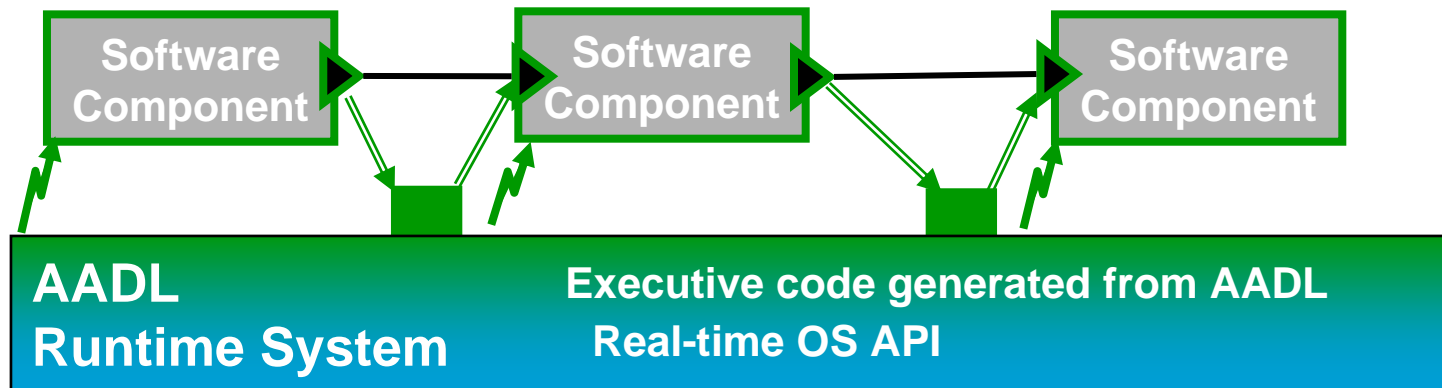 Software
Component
Software
Component
Software
Component
AADL
Runtime System
Executive code generated from AADL
Real-time OS API